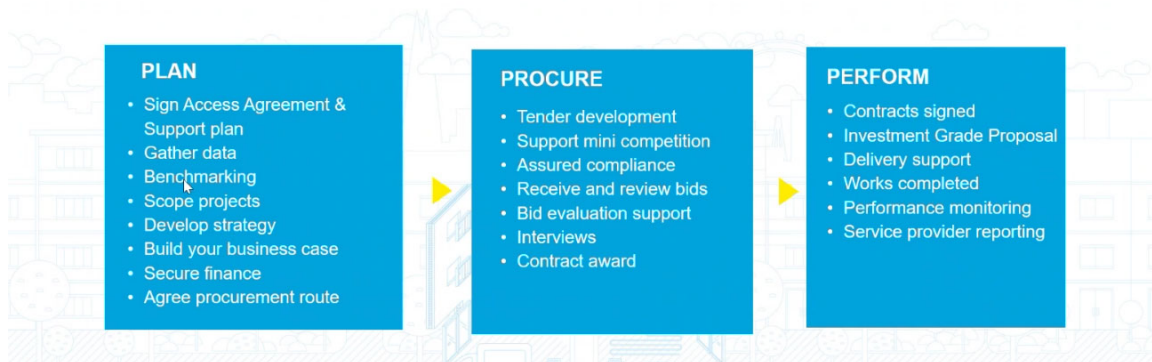 PLAN
• Sign Access Agreement &
Support plan
• Gather data
• Benchmarking
• Scope projects
• Develop strategy
• Build your business case
• Secure finance
• Agree procurement route
PROCURE
• Tender development
• Support mini competition
• Assured compliance
• Receive and review bids
• Bid evaluation support
• Interviews
• Contract award
PERFORM
• Contracts signed
• Investment Grade Proposal
• Delivery support
• Works completed
• Performance monitoring
• Service provider reporting